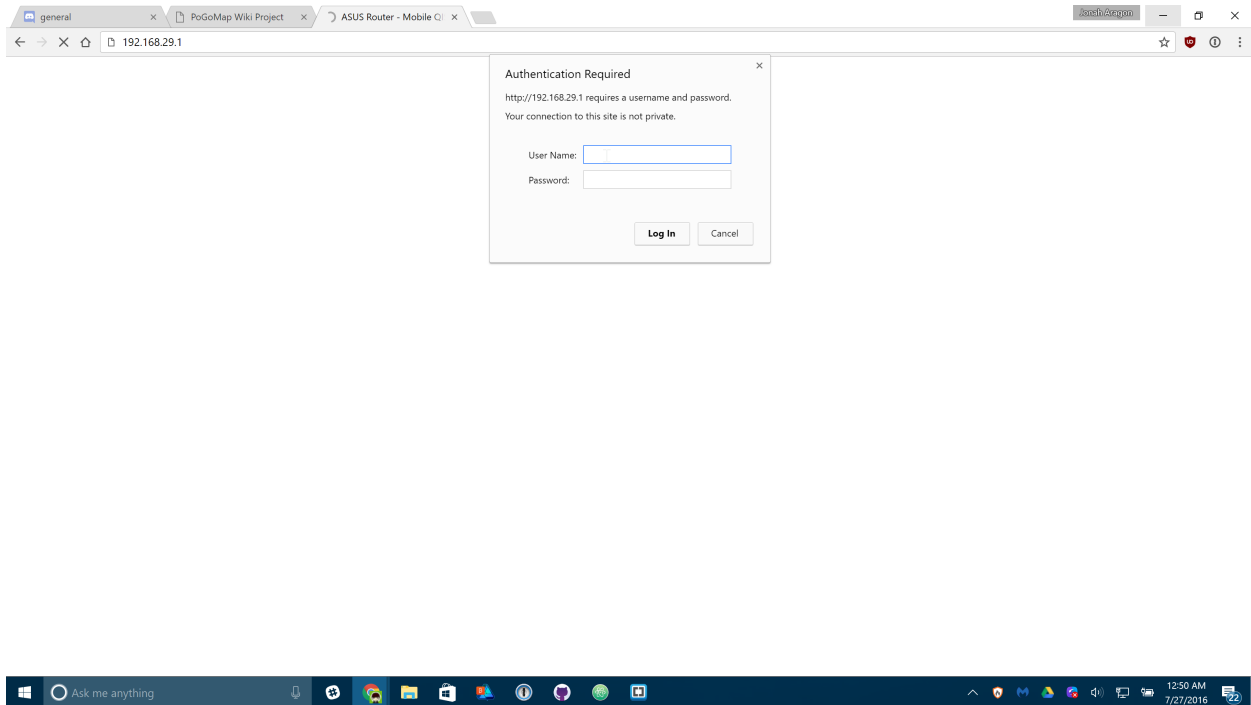 general
PoGoMap Wiki Project
ASUS Router - Mobile Q
Jonah Aragon
192.168.29.1
Authentication Required
http://192.168.29.1 requires a username and password.
Your connection to this site is not private.
User Name:
Password:
Log In
Cancel
Ask me anything
12:50 AM
7/27/2016
22